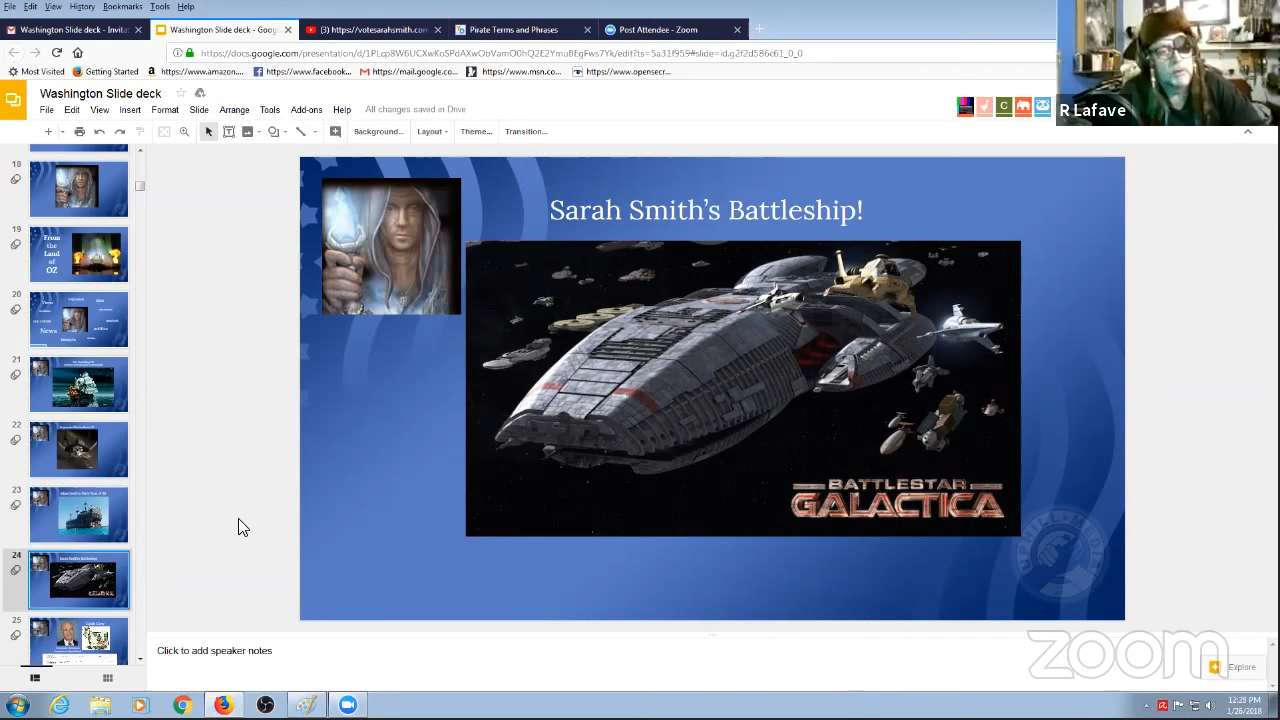 File Edit View History Bookmarks Tools Help
Washington Slide deck - Invitat
Washington Slide deck - Goog
https://votesarahsmith.com
Pirate Terms and Phrases
Post Attendee - Zoom
Most Visited
Getting Started
https://www.amazon....
https://www.facebook...
https://mail.google.co...
https://www.msn.co...
https://www.opensecr...
R Lafave
Washington Slide deck
File Edit View Insert Format Slide Arrange Tools Add-ons Help
All changes saved in Drive
Background... Layout Theme... Transition...
18
19
From
the
Land
of
OZ
20
News
21
22
23
24
25
Sarah Smith's Battleship!
BATTLESTAR
GALACTICA
Click to add speaker notes
zoom
Explore
12:28 PM
1/26/2018